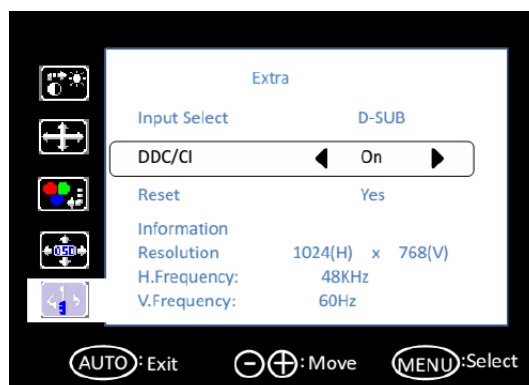 Extra
Input Select D-SUB
DDC/CI On
Reset Yes
Information
Resolution 1024(H) x 768(V)
H.Frequency: 48KHz
V.Frequency: 60Hz
OSD
AUTO: Exit - +: Move MENU: Select